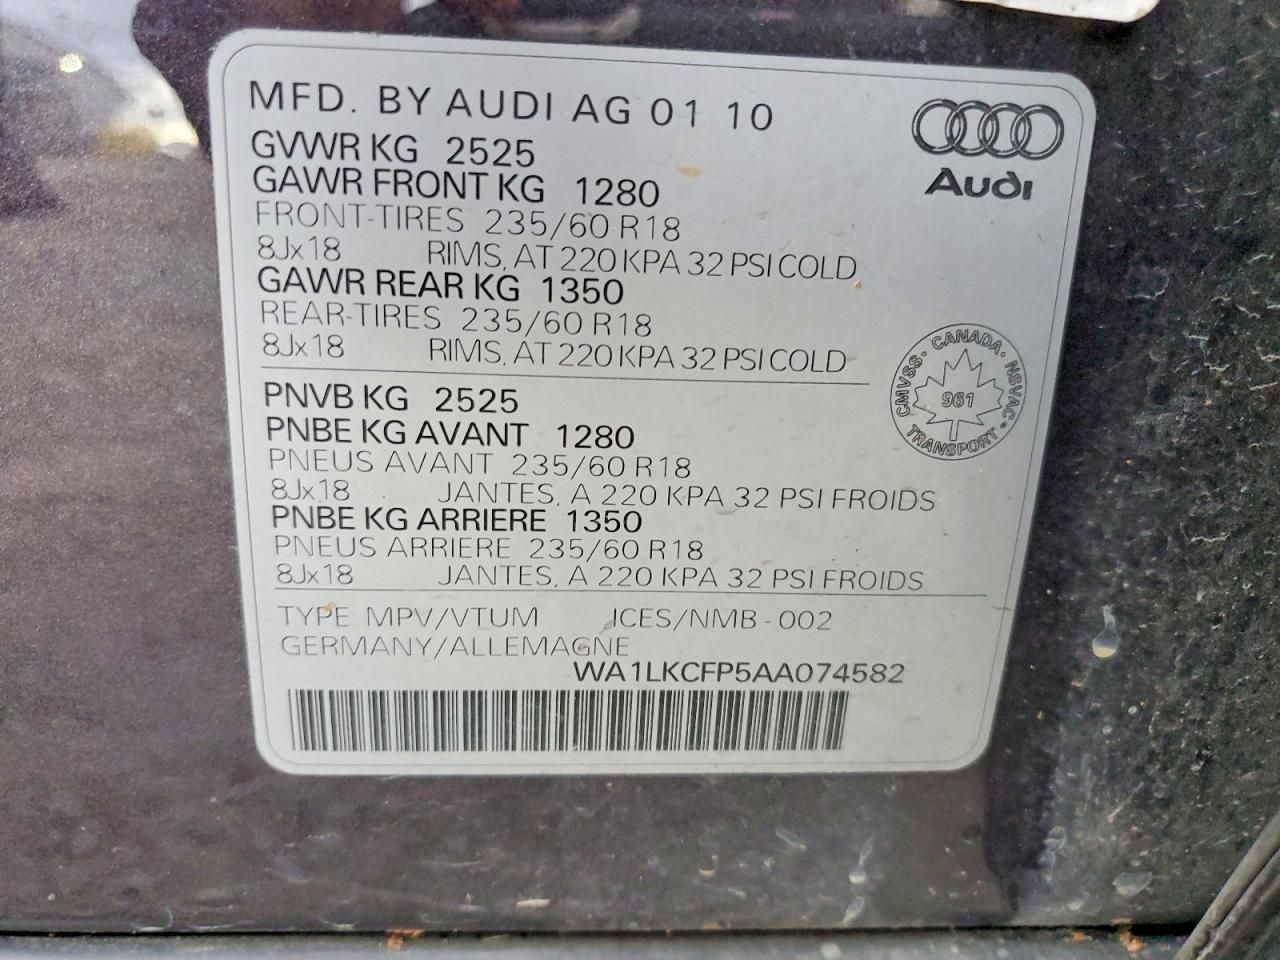 MFD. BY AUDI AG 01 10
GVWR KG 2525
GAWR FRONT KG 1280
FRONT-TIRES 235/60 R18
8Jx18 RIMS, AT 220 KPA 32 PSI COLD
GAWR REAR KG 1350
REAR-TIRES 235/60 R18
8Jx18 RIMS, AT 220 KPA 32 PSI COLD
Audi
CMVSS · CANADA · NSVAC · TRANSPORT ·
961
PNVB KG 2525
PNBE KG AVANT 1280
PNEUS AVANT 235/60 R18
8Jx18 JANTES, A 220 KPA 32 PSI FROIDS
PNBE KG ARRIERE 1350
PNEUS ARRIERE 235/60 R18
8Jx18 JANTES, A 220 KPA 32 PSI FROIDS
TYPE: MPV/VTUM ICES/NMB - 002
GERMANY/ALLEMAGNE
WA1LKCFP5AA074582